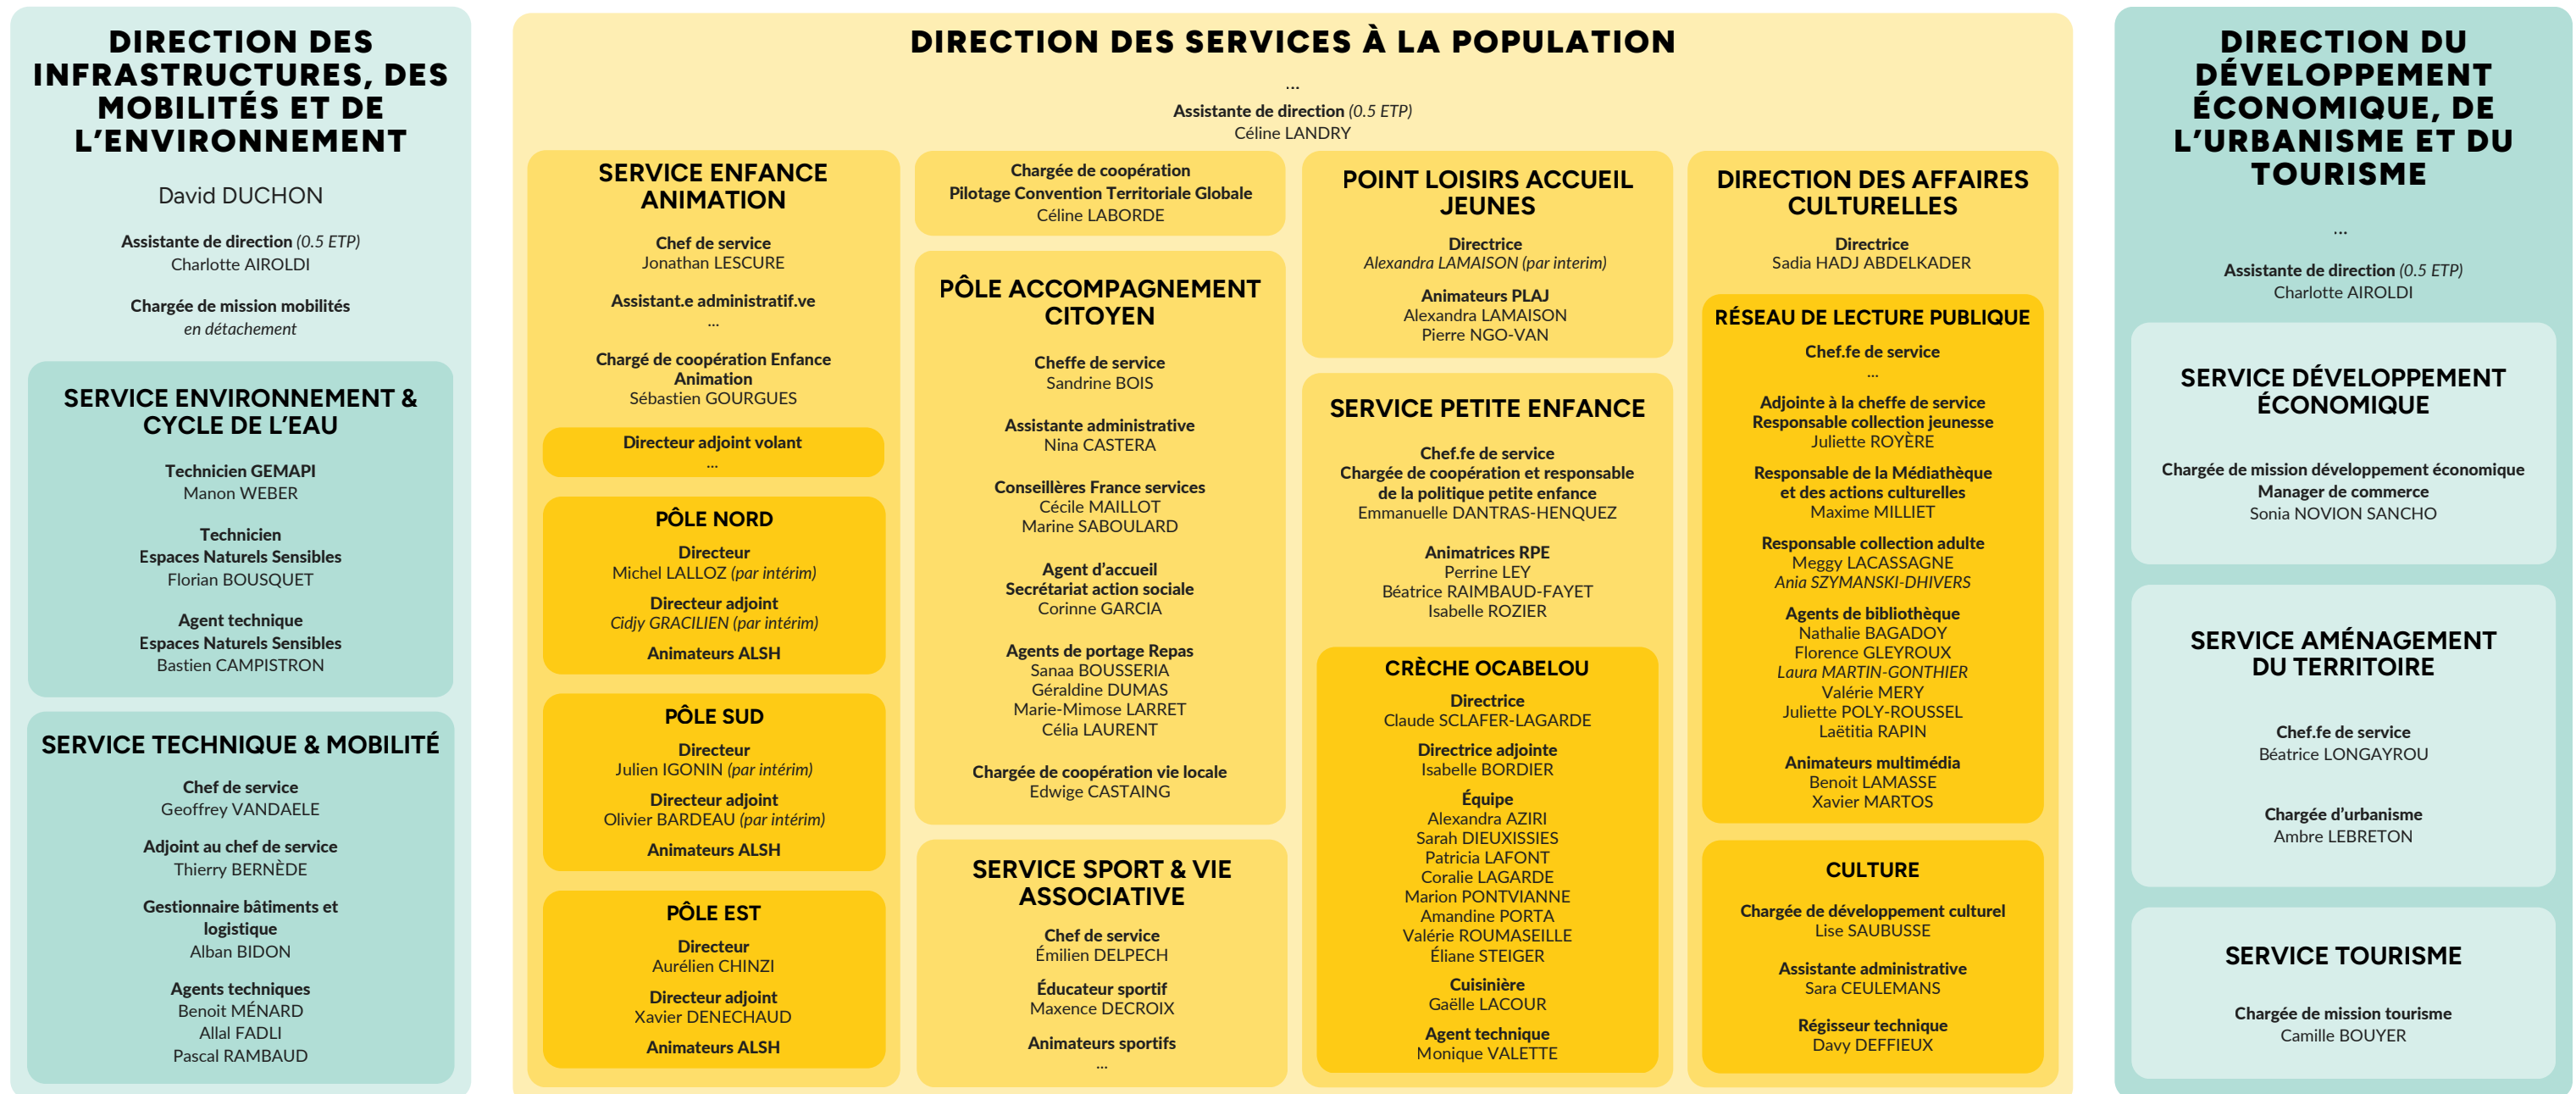 DIRECTION DES
INFRASTRUCTURES, DES
MOBILITÉS ET DE
L'ENVIRONNEMENT
David DUCHON
Assistante de direction (0.5 ETP)
Charlotte AIROLDI
Chargée de mission mobilités
en détachement
SERVICE ENVIRONNEMENT &
CYCLE DE L'EAU
Technicien GEMAPI
Manon WEBER
Technicien
Espaces Naturels Sensibles
Florian BOUSQUET
Agent technique
Espaces Naturels Sensibles
Bastien CAMPISTRON
SERVICE TECHNIQUE & MOBILITÉ
Chef de service
Geoffrey VANDAELE
Adjoint au chef de service
Thierry BERNÈDE
Gestionnaire bâtiments et
logistique
Alban BIDON
Agents techniques
Benoit MÉNARD
Allal FADLI
Pascal RAMBAUD
DIRECTION DES SERVICES À LA POPULATION
...
Assistante de direction (0.5 ETP)
Céline LANDRY
SERVICE ENFANCE
ANIMATION
Chef de service
Jonathan LESCURE
Assistant.e administratif.ve
...
Chargé de coopération Enfance
Animation
Sébastien GOURGUES
Directeur adjoint volant
...
PÔLE NORD
Directeur
Michel LALLOZ (par intérim)
Directeur adjoint
Cidjy GRACILIEN (par intérim)
Animateurs ALSH
PÔLE SUD
Directeur
Julien IGONIN (par intérim)
Directeur adjoint
Olivier BARDEAU (par intérim)
Animateurs ALSH
PÔLE EST
Directeur
Aurélien CHINZI
Directeur adjoint
Xavier DENECHAUD
Animateurs ALSH
Chargée de coopération
Pilotage Convention Territoriale Globale
Céline LABORDE
PÔLE ACCOMPAGNEMENT
CITOYEN
Cheffe de service
Sandrine BOIS
Assistante administrative
Nina CASTERA
Conseillères France services
Cécile MAILLOT
Marine SABOULARD
Agent d'accueil
Secrétariat action sociale
Corinne GARCIA
Agents de portage Repas
Sanaa BOUSSERIA
Géraldine DUMAS
Marie-Mimose LARRET
Célia LAURENT
Chargée de coopération vie locale
Edwige CASTAING
SERVICE SPORT & VIE
ASSOCIATIVE
Chef de service
Émilien DELPECH
Éducateur sportif
Maxence DECROIX
Animateurs sportifs
...
POINT LOISIRS ACCUEIL
JEUNES
Directrice
Alexandra LAMAISON (par interim)
Animateurs PLAJ
Alexandra LAMAISON
Pierre NGO-VAN
SERVICE PETITE ENFANCE
Chef.fe de service
Chargée de coopération et responsable
de la politique petite enfance
Emmanuelle DANTRAS-HENQUEZ
Animatrices RPE
Perrine LEY
Béatrice RAIMBAUD-FAYET
Isabelle ROZIER
CRÈCHE OCABELOU
Directrice
Claude SCLAFER-LAGARDE
Directrice adjointe
Isabelle BORDIER
Équipe
Alexandra AZIRI
Sarah DIEUXISSIES
Patricia LAFONT
Coralie LAGARDE
Marion PONTVIANNE
Amandine PORTA
Valérie ROUMASEILLE
Éliane STEIGER
Cuisinière
Gaëlle LACOUR
Agent technique
Monique VALETTE
DIRECTION DES AFFAIRES
CULTURELLES
Directrice
Sadia HADJ ABDELKADER
RÉSEAU DE LECTURE PUBLIQUE
Chef.fe de service
...
Adjointe à la cheffe de service
Responsable collection jeunesse
Juliette ROYÈRE
Responsable de la Médiathèque
et des actions culturelles
Maxime MILLIET
Responsable collection adulte
Meggy LACASSAGNE
Ania SZYMANSKI-DHIVERS
Agents de bibliothèque
Nathalie BAGADOY
Florence GLEYROUX
Laura MARTIN-GONTHIER
Valérie MERY
Juliette POLY-ROUSSEL
Laëtitia RAPIN
Animateurs multimédia
Benoit LAMASSE
Xavier MARTOS
CULTURE
Chargée de développement culturel
Lise SAUBUSSE
Assistante administrative
Sara CEULEMANS
Régisseur technique
Davy DEFFIEUX
DIRECTION DU
DÉVELOPPEMENT
ÉCONOMIQUE, DE
L'URBANISME ET DU
TOURISME
...
Assistante de direction (0.5 ETP)
Charlotte AIROLDI
SERVICE DÉVELOPPEMENT
ÉCONOMIQUE
Chargée de mission développement économique
Manager de commerce
Sonia NOVION SANCHO
SERVICE AMÉNAGEMENT
DU TERRITOIRE
Chef.fe de service
Béatrice LONGAYROU
Chargée d'urbanisme
Ambre LEBRETON
SERVICE TOURISME
Chargée de mission tourisme
Camille BOUYER